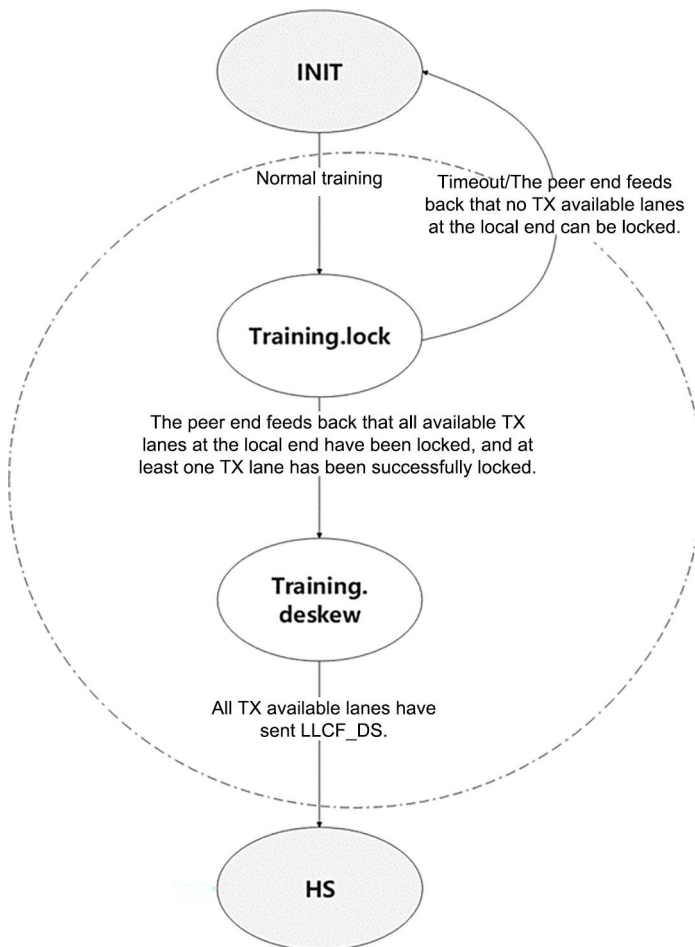 INIT
Normal training
Timeout/The peer end feeds
back that no TX available lanes
at the local end can be locked.
Training.lock
The peer end feeds back that all available TX
lanes at the local end have been locked, and at
least one TX lane has been successfully locked.
Training.
deskew
All TX available lanes have
sent LLCF_DS.
HS